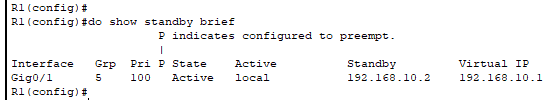 R1(config)#
R1(config)#do show standby brief
P indicates configured to preempt.
|
Interface Grp Pri P State Active Standby Virtual IP
Gig0/1 5 100 Active local 192.168.10.2 192.168.10.1
R1(config)#